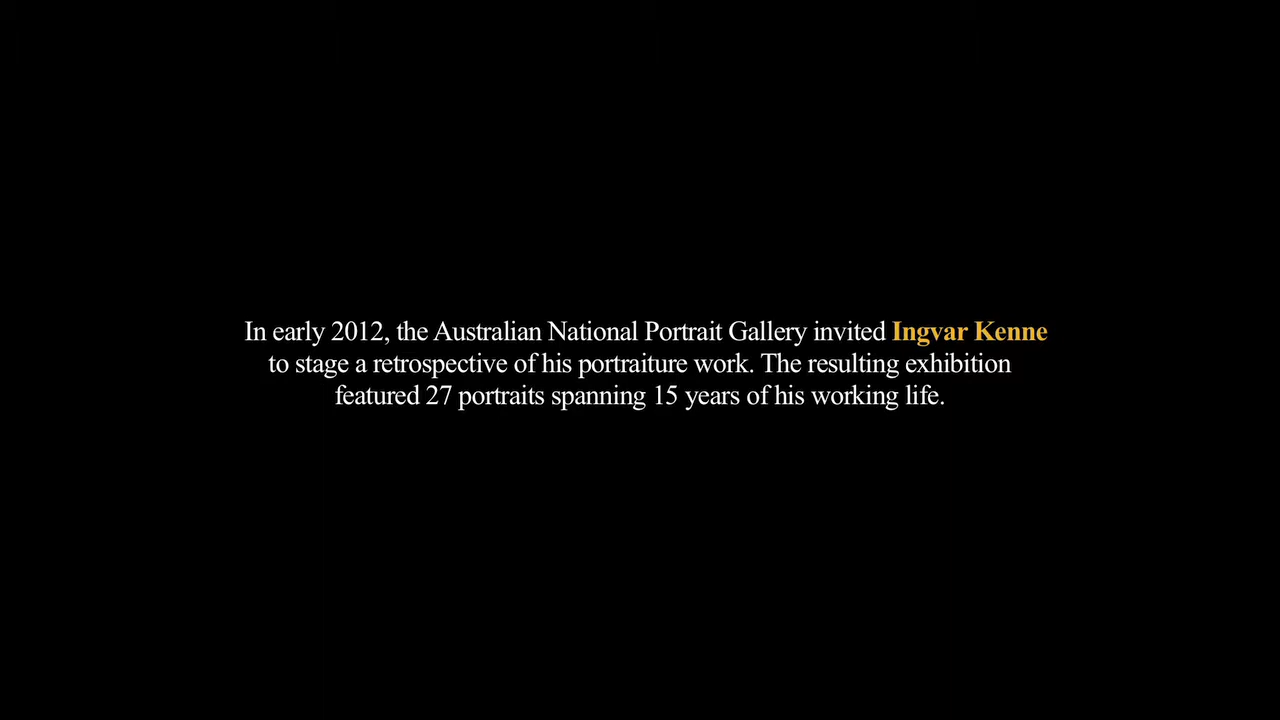 In early 2012, the Australian National Portrait Gallery invited Ingvar Kenne
to stage a retrospective of his portraiture work. The resulting exhibition
featured 27 portraits spanning 15 years of his working life.